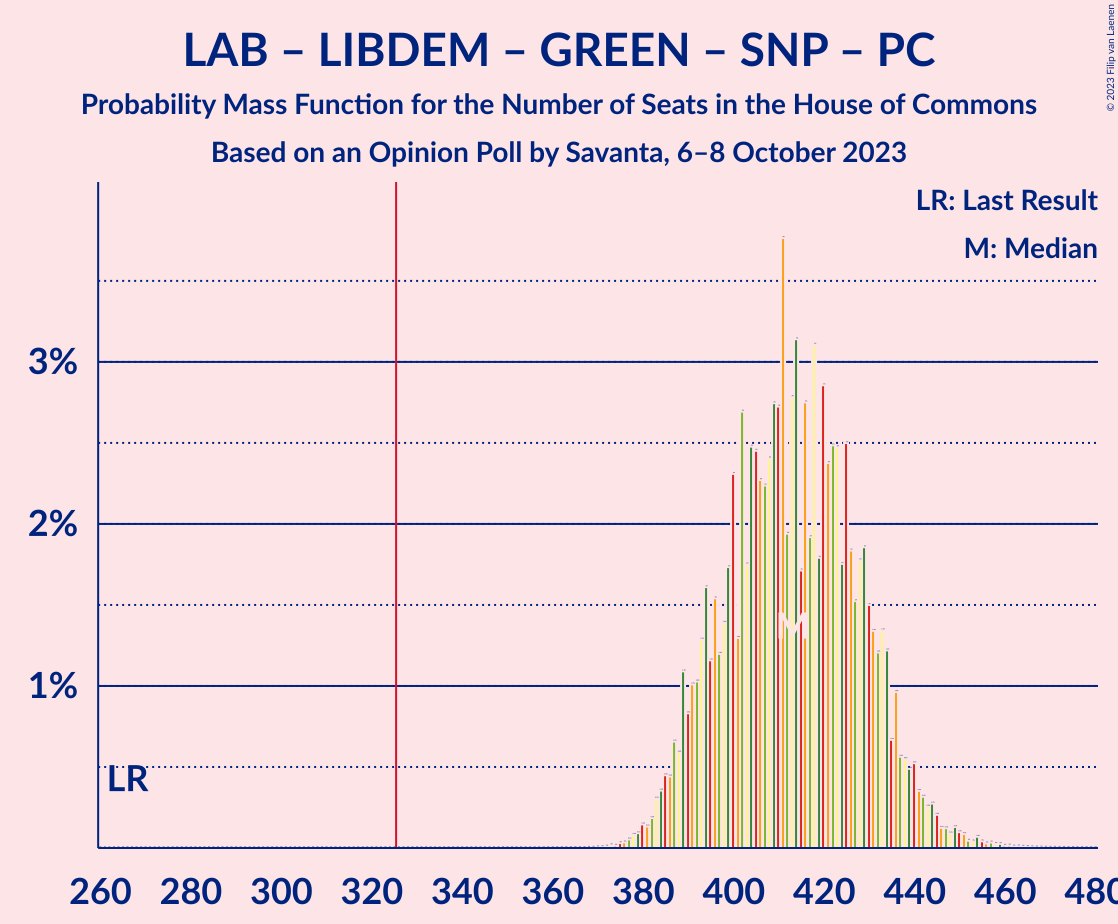 LAB – LIBDEM – GREEN – SNP – PC
Probability Mass Function for the Number of Seats in the House of Commons
Based on an Opinion Poll by Savanta, 6–8 October 2023
© 2023 Filip van Laenen
LR: Last Result
M: Median
3%
2%
1%
M
LR
260 280 300 320 340 360 380 400 420 440 460 480